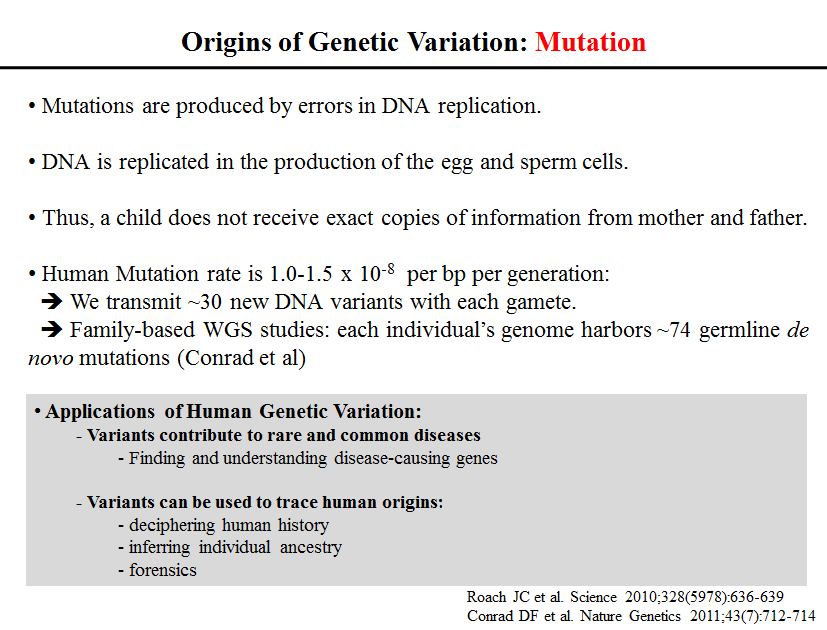 Origins of Genetic Variation: Mutation
• Mutations are produced by errors in DNA replication.
• DNA is replicated in the production of the egg and sperm cells.
• Thus, a child does not receive exact copies of information from mother and father.
• Human Mutation rate is 1.0-1.5 x 10⁻⁸ per bp per generation:
➔ We transmit ~30 new DNA variants with each gamete.
➔ Family-based WGS studies: each individual’s genome harbors ~74 germline de
novo mutations (Conrad et al)
• Applications of Human Genetic Variation:
- Variants contribute to rare and common diseases
- Finding and understanding disease-causing genes
- Variants can be used to trace human origins:
- deciphering human history
- inferring individual ancestry
- forensics
Roach JC et al. Science 2010;328(5978):636-639
Conrad DF et al. Nature Genetics 2011;43(7):712-714